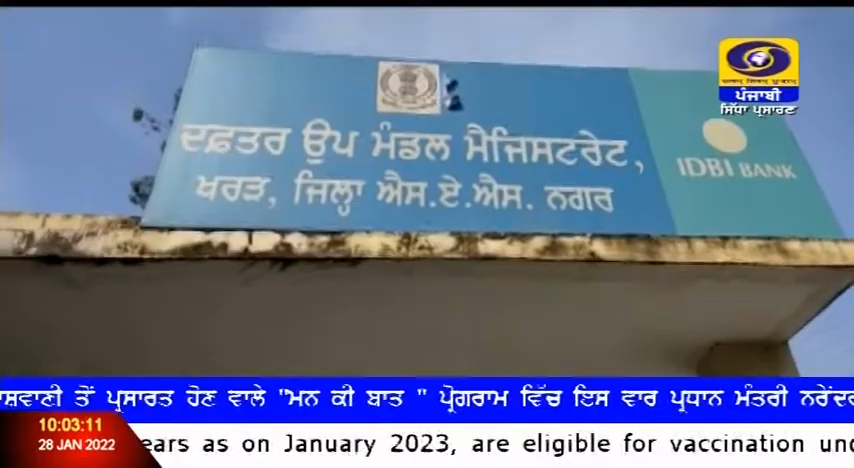 ਪੰਜਾਬੀ
ਸਿੱਧਾ ਪ੍ਰਸਾਰਣ
ਦਫ਼ਤਰ ਉਪ ਮੰਡਲ ਮੈਜਿਸਟਰੇਟ,
ਖਰੜ, ਜਿਲ੍ਹਾ ਐਸ.ਏ.ਐਸ. ਨਗਰ
IDBI BANK
ਤੋਂ ਪ੍ਰਸਾਰਤ ਹੋਣ ਵਾਲੇ "ਮਨ ਕੀ ਬਾਤ " ਪ੍ਰੋਗਰਾਮ ਵਿੱਚ ਇਸ ਵਾਰ ਪ੍ਰਧਾਨ ਮੰਤਰੀ
10:03:11
28 JAN 2022
ears as on January 2023, are eligible for vaccination